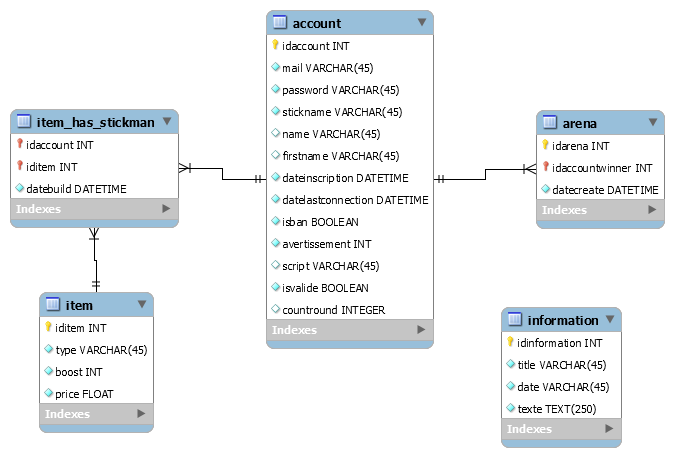 account
idaccount INT
mail VARCHAR(45)
password VARCHAR(45)
stickname VARCHAR(45)
name VARCHAR(45)
firstname VARCHAR(45)
dateinscription DATETIME
datelastconnection DATETIME
isban BOOLEAN
avertissement INT
script VARCHAR(45)
isvalide BOOLEAN
countround INTEGER
Indexes
item_has_stickman
idaccount INT
iditem INT
datebuild DATETIME
Indexes
arena
idarena INT
idaccountwinner INT
datecreate DATETIME
Indexes
item
iditem INT
type VARCHAR(45)
boost INT
price FLOAT
Indexes
information
idinformation INT
title VARCHAR(45)
date VARCHAR(45)
texte TEXT(250)
Indexes